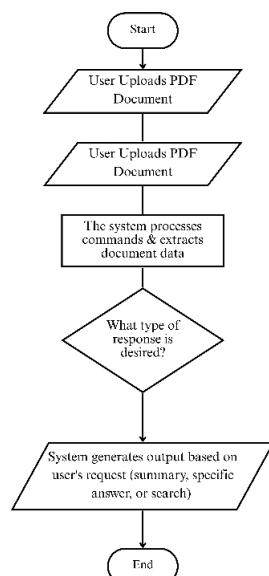 Start
User Uploads PDF
Document
User Uploads PDF
Document
The system processes
commands & extracts
document data
What type of
response is
desired?
System generates output based on
user's request (summary, specific
answer, or search)
End